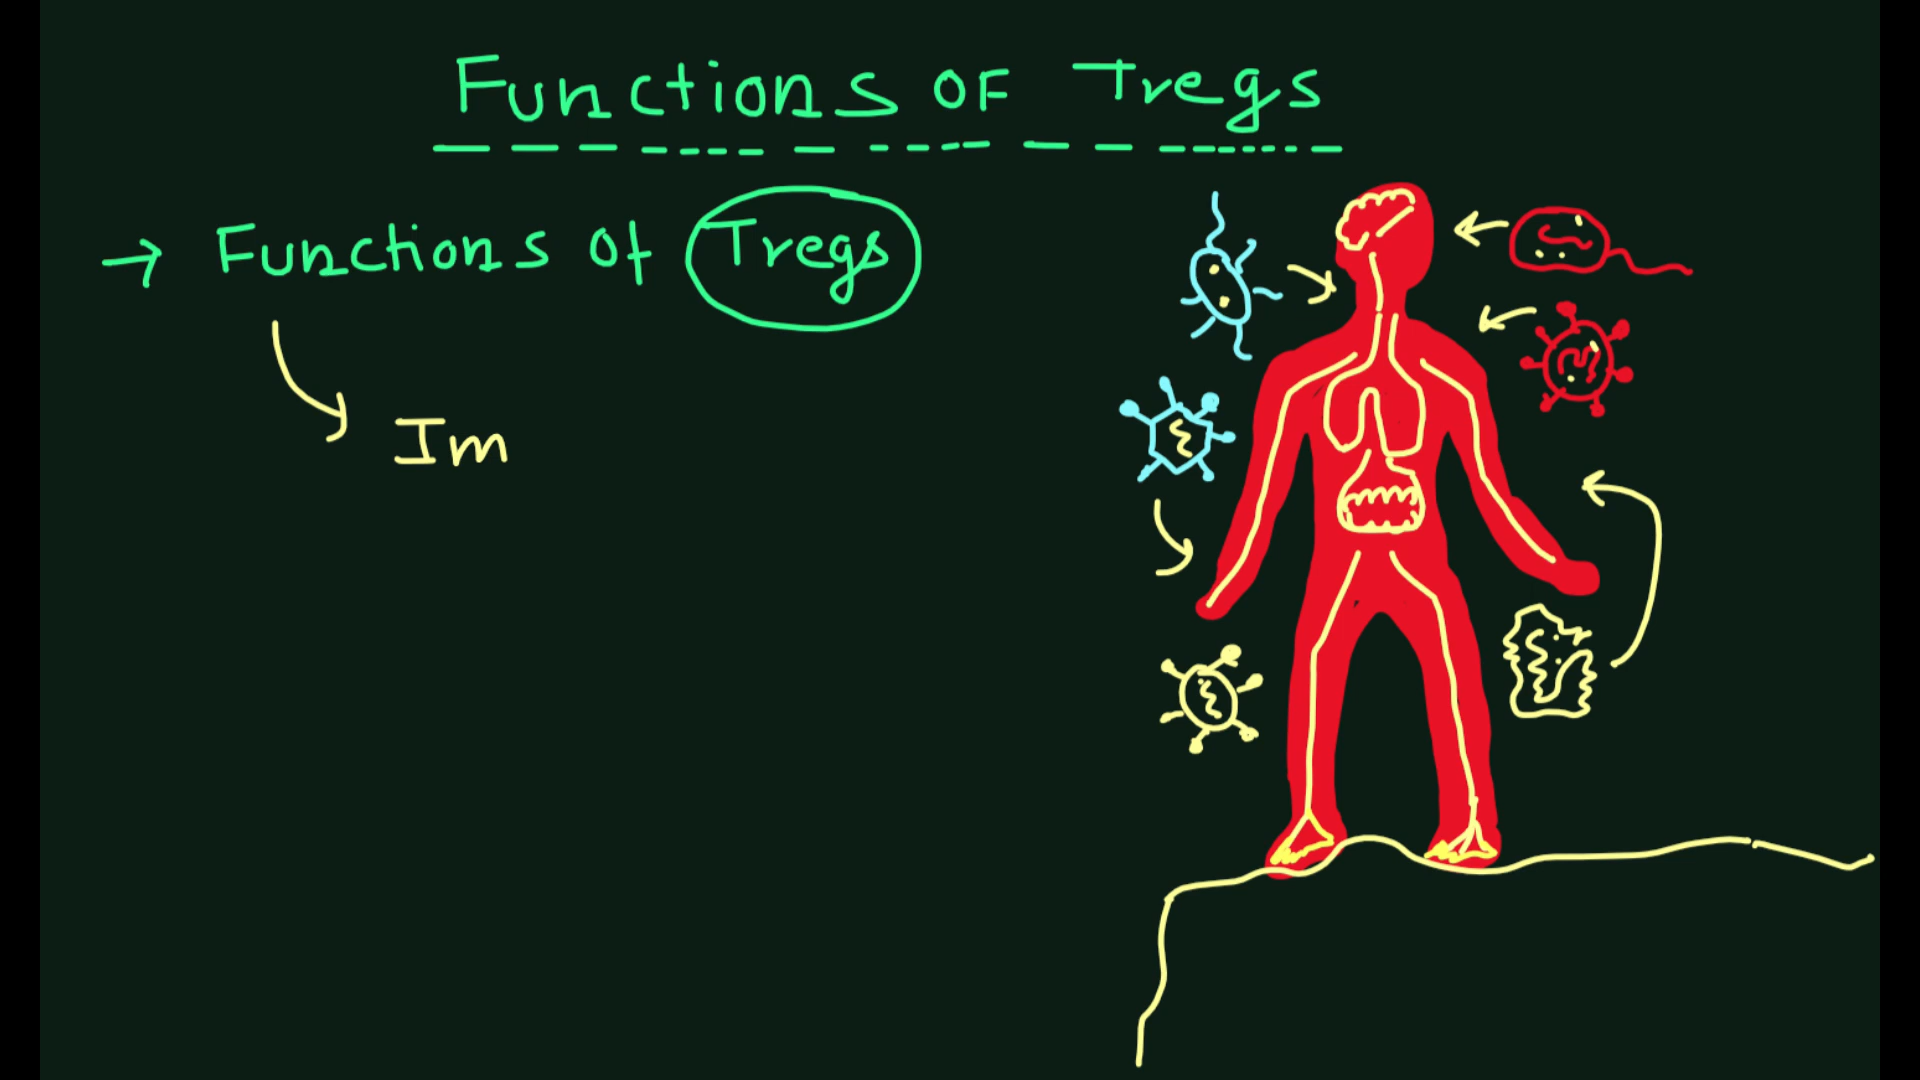 Functions OF Tregs
→ Functions of Tregs
Im